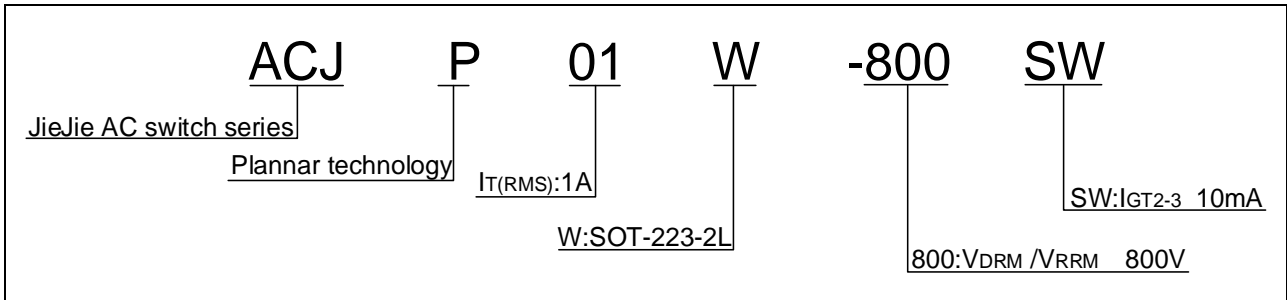 ACJ P 01 W -800 SW
JieJie AC switch series
Plannar technology
IT(RMS):1A
SW:IGT2-3 10mA
W:SOT-223-2L
800:VDRM /VRRM 800V